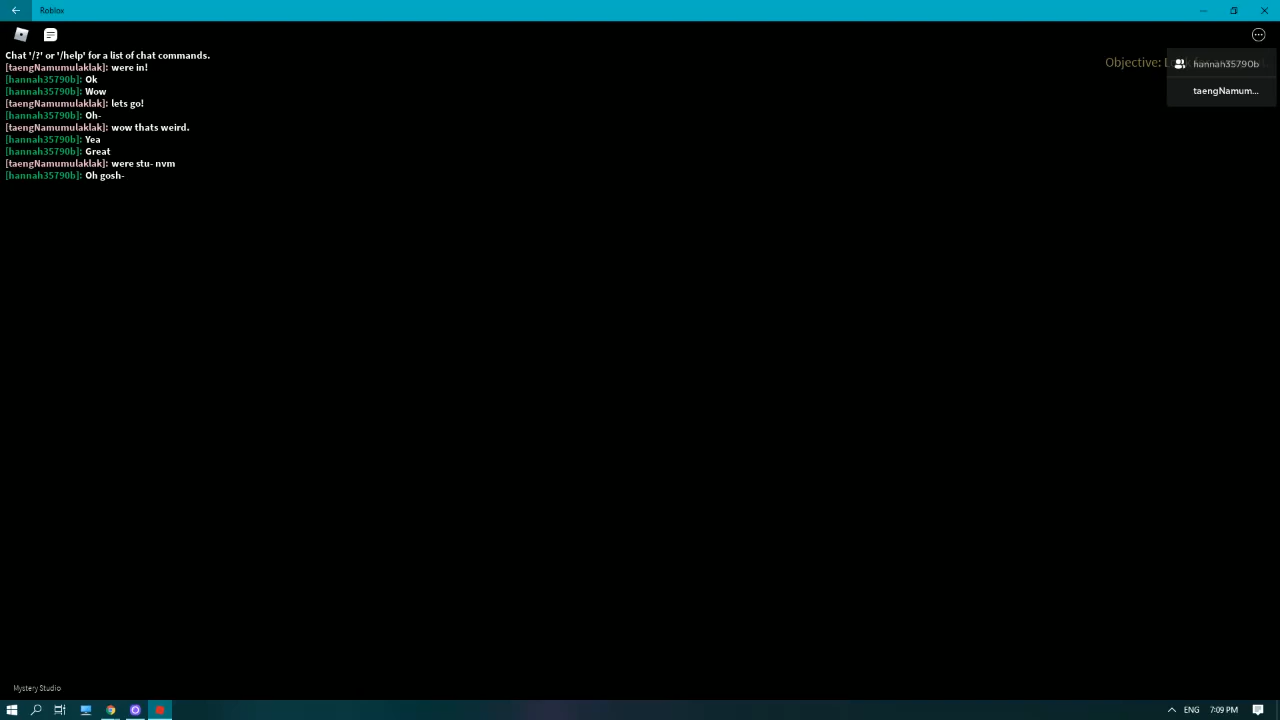 Roblox
Chat '/?' or '/help' for a list of chat commands.
[taengNamumulaklak]: were in!
[hannah35790b]: Ok
[hannah35790b]: Wow
[taengNamumulaklak]: lets go!
[hannah35790b]: Oh-
[taengNamumulaklak]: wow thats weird.
[hannah35790b]: Yea
[hannah35790b]: Great
[taengNamumulaklak]: were stu- nvm
[hannah35790b]: Oh gosh-
Objective:
hannah35790b
taengNamum...
Mystery Studio
ENG 7:09 PM